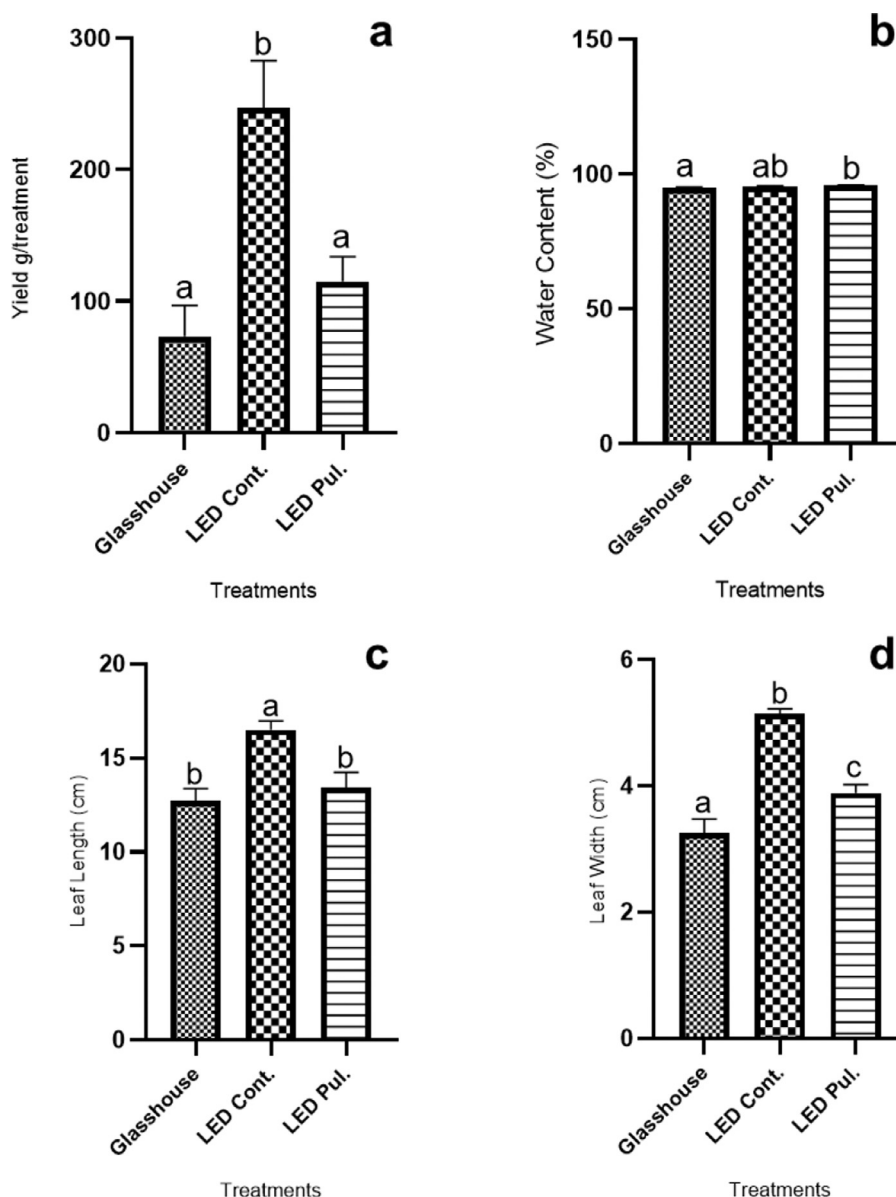 a
Yield g/treatment
300
200
100
0
a
b
a
Glasshouse
LED Cont.
LED Pul.
Treatments
b
Water Content (%)
150
100
50
0
a
ab
b
Glasshouse
LED Cont.
LED Pul.
Treatments
c
Leaf Length (cm)
20
15
10
5
0
b
a
b
Glasshouse
LED Cont.
LED Pul.
Treatments
d
Leaf Width (cm)
6
4
2
0
a
b
c
Glasshouse
LED Cont.
LED Pul.
Treatments